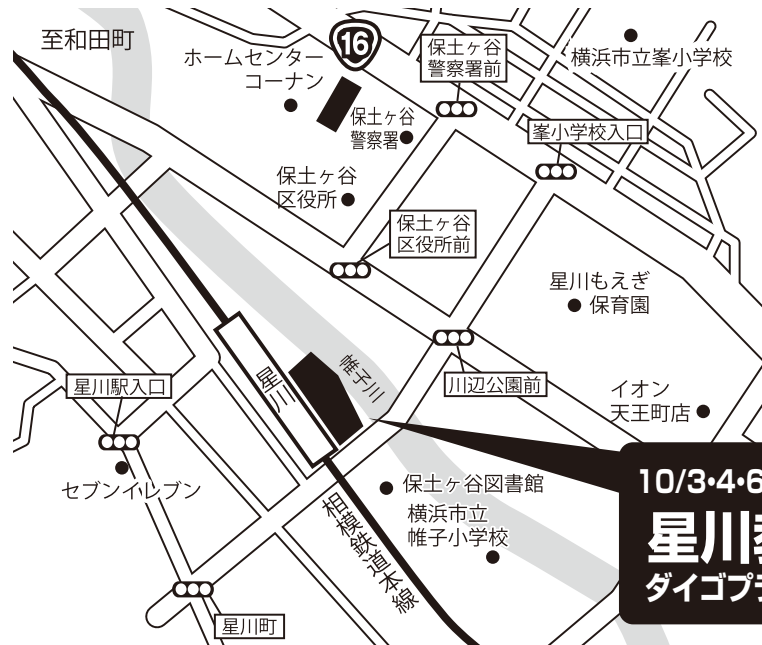 至和田町
16
ホームセンター
コーナン
保土ヶ谷
警察署前
横浜市立峯小学校
保土ヶ谷
警察署
峯小学校入口
保土ヶ谷
区役所
保土ヶ谷
区役所前
星川もえぎ
保育園
星川
帷子川
川辺公園前
星川駅入口
イオン
天王町店
セブンイレブン
保土ヶ谷図書館
横浜市立
帷子小学校
相模鉄道本線
星川町
10/3・4・6
星川教
ダイゴプラ